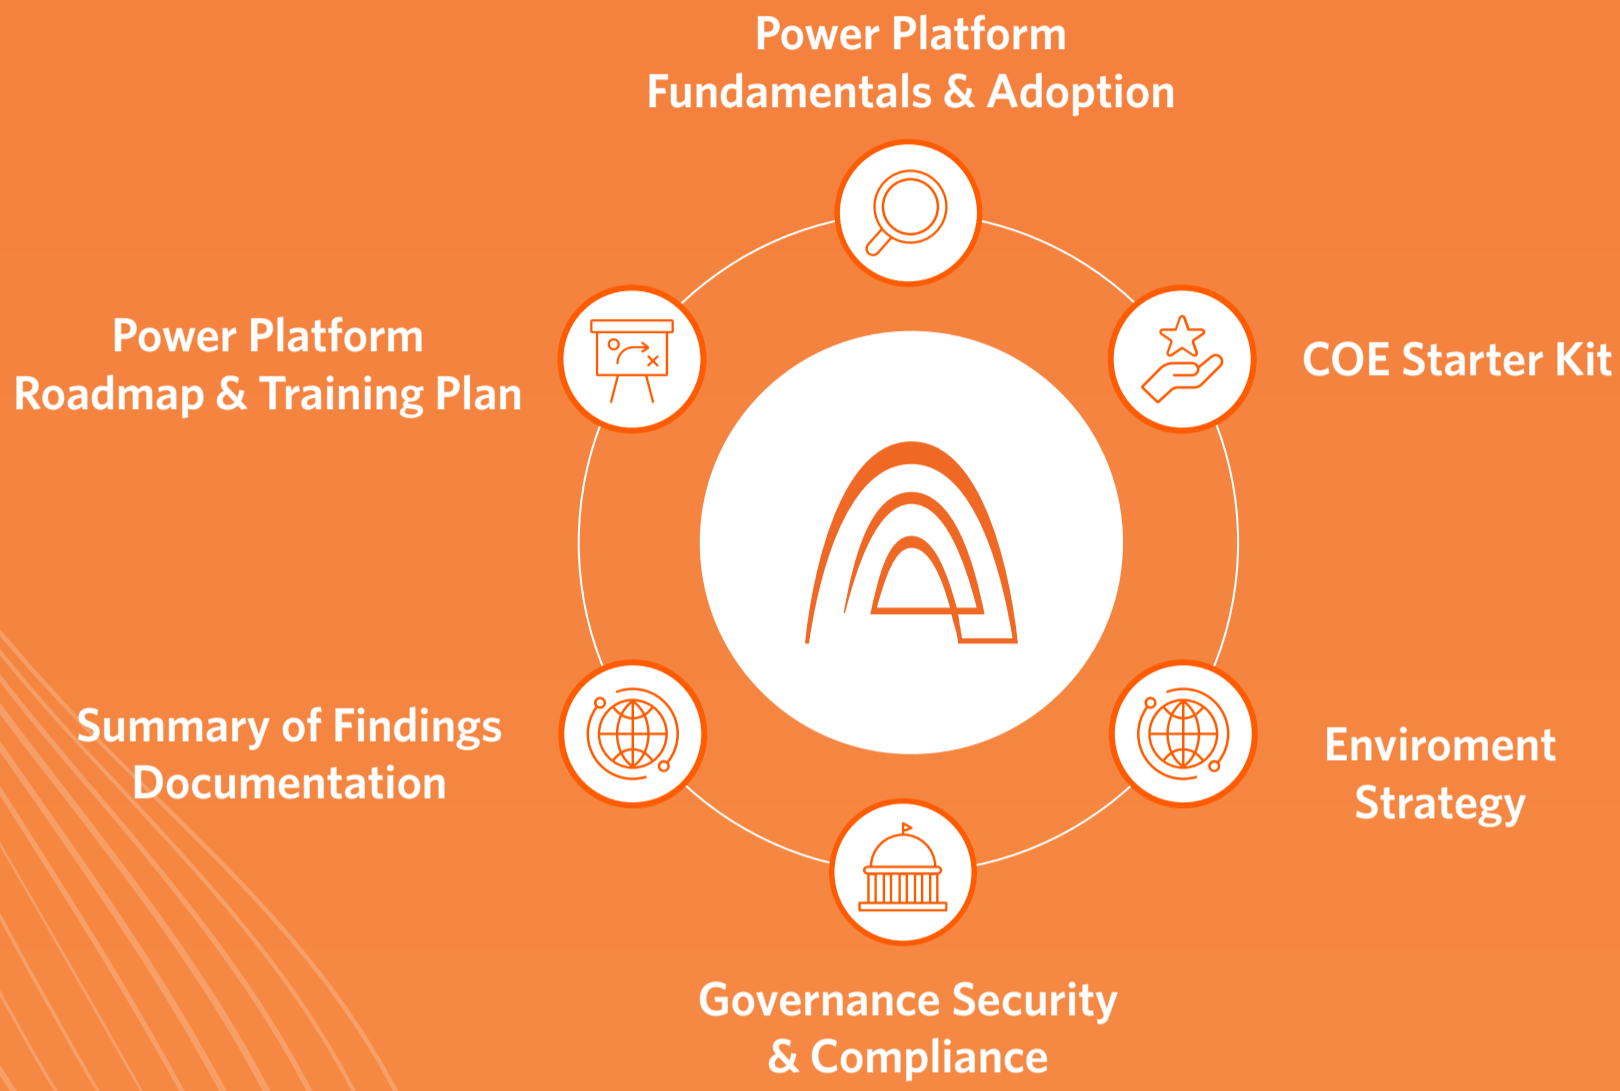 Power Platform
Fundamentals & Adoption
COE Starter Kit
Enviroment
Strategy
Governance Security
& Compliance
Summary of Findings
Documentation
Power Platform
Roadmap & Training Plan